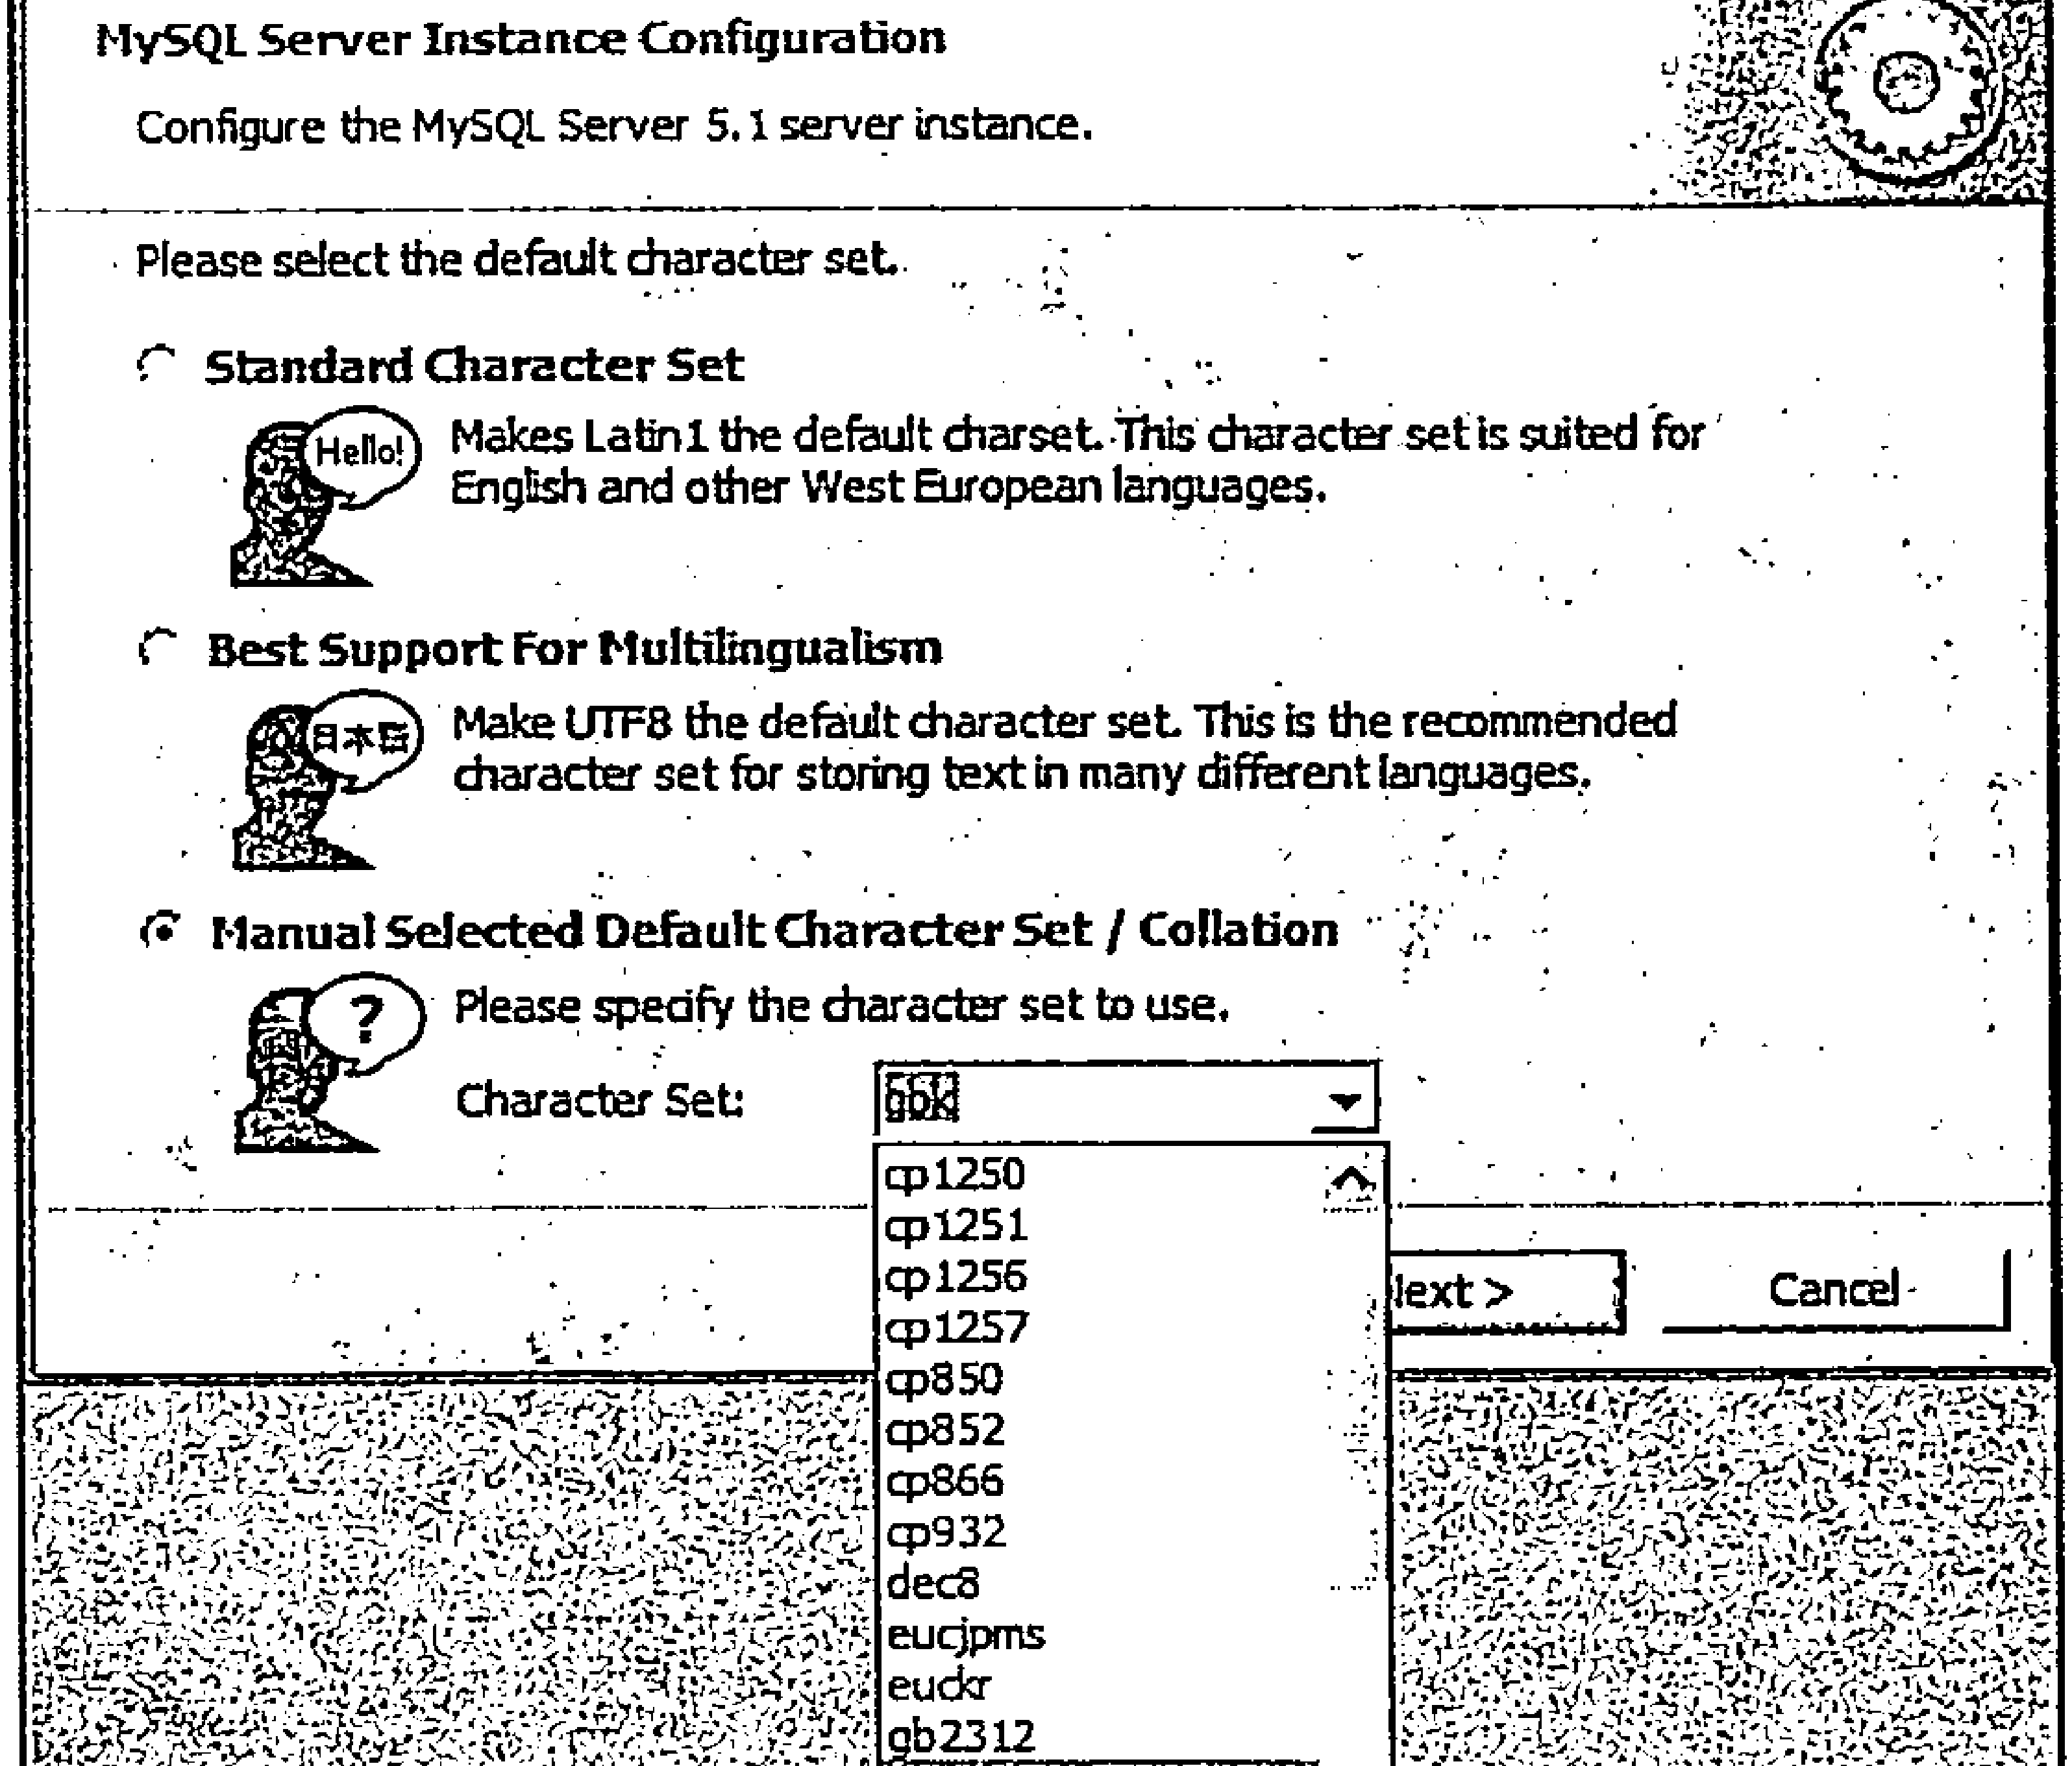 MySQL Server Instance Configuration
Configure the MySQL Server 5.1 server instance.
Please select the default character set.
Standard Character Set
Hello!
Makes Latin1 the default charset. This character set is suited for
English and other West European languages.
Best Support For Multilingualism
日本語
Make UTF8 the default character set. This is the recommended
character set for storing text in many different languages.
Manual Selected Default Character Set / Collation
?
Please specify the character set to use.
Character Set:
gbk
cp1250
cp1251
cp1256
cp1257
cp850
cp852
cp866
cp932
dec8
eucjpms
euckr
gb2312
lext >
Cancel